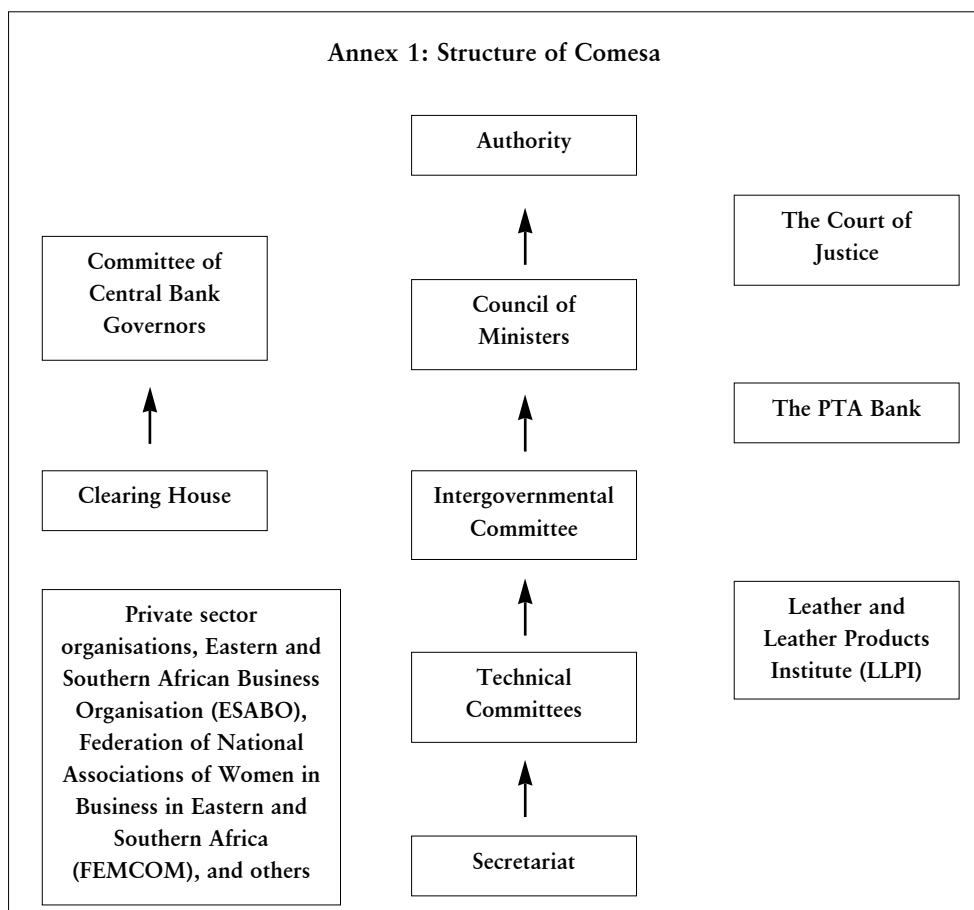 Annex 1: Structure of Comesa
Authority
The Court of
Justice
Committee of
Central Bank
Governors
Council of
Ministers
The PTA Bank
Clearing House
Intergovernmental
Committee
Private sector
organisations, Eastern and
Southern African Business
Organisation (ESABO),
Federation of National
Associations of Women in
Business in Eastern and
Southern Africa
(FEMCOM), and others
Leather and
Leather Products
Institute (LLPI)
Technical
Committees
Secretariat